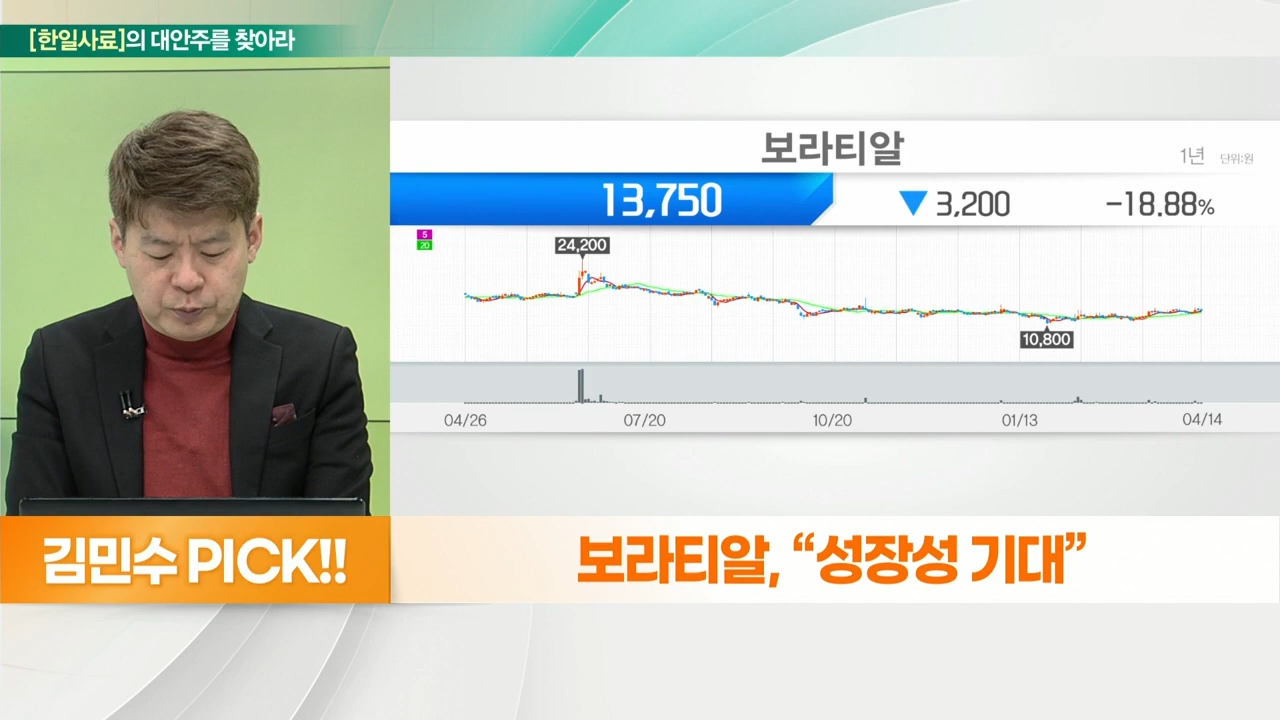 [한일사료]의 대안주를 찾아라
보라티알
1년 단위:원
13,750 ▼ 3,200 -18.88%
5
20
24,200
10,800
04/26 07/20 10/20 01/13 04/14
김민수 PICK!!
보라티알, “성장성 기대”